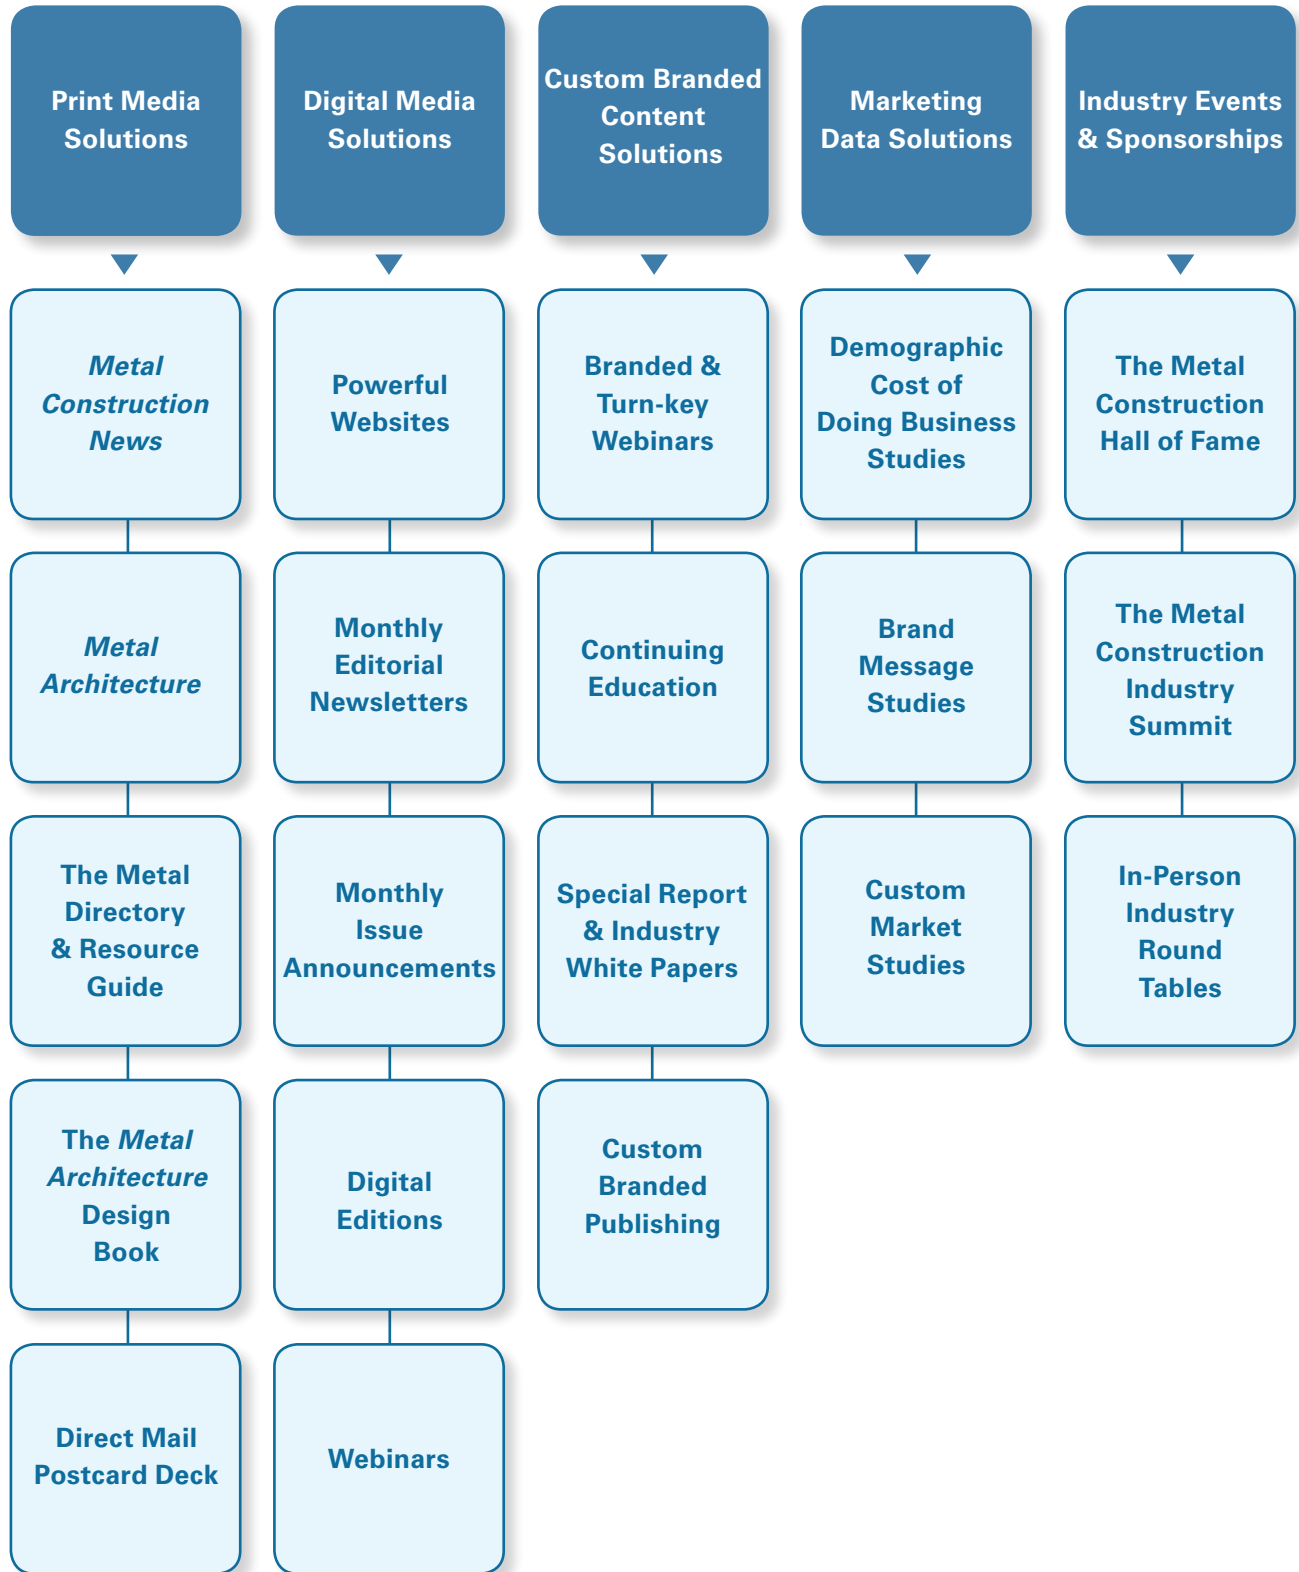 Print Media
Solutions
Digital Media
Solutions
Custom Branded
Content
Solutions
Marketing
Data Solutions
Industry Events
& Sponsorships
Metal
Construction
News
Powerful
Websites
Branded &
Turn-key
Webinars
Demographic
Cost of
Doing Business
Studies
The Metal
Construction
Hall of Fame
Metal
Architecture
Monthly
Editorial
Newsletters
Continuing
Education
Brand
Message
Studies
The Metal
Construction
Industry
Summit
The Metal
Directory
& Resource
Guide
Monthly
Issue
Announcements
Special Report
& Industry
White Papers
Custom
Market
Studies
In-Person
Industry
Round
Tables
The Metal
Architecture
Design
Book
Digital
Editions
Custom
Branded
Publishing
Direct Mail
Postcard Deck
Webinars